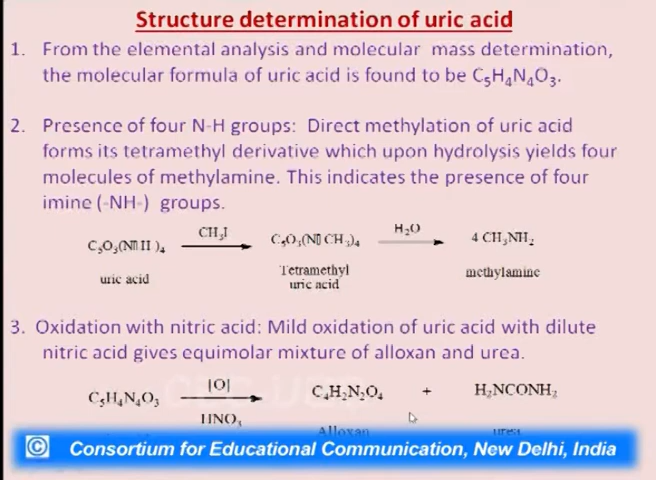 Structure determination of uric acid
1. From the elemental analysis and molecular mass determination,
the molecular formula of uric acid is found to be C₅H₄N₄O₃.
2. Presence of four N-H groups: Direct methylation of uric acid
forms its tetramethyl derivative which upon hydrolysis yields four
molecules of methylamine. This indicates the presence of four
imine (-NH-) groups.
C₅O₃(N H)₄ CH₃I C₅O₃(N CH₃)₄ H₂O 4 CH₃NH₂
uric acid Tetramethyl uric acid methylamine
3. Oxidation with nitric acid: Mild oxidation of uric acid with dilute
nitric acid gives equimolar mixture of alloxan and urea.
C₅H₄N₄O₃ [O] HNO₃ C₄H₂N₂O₄ + H₂NCONH₂
Alloxan urea
© Consortium for Educational Communication, New Delhi, India